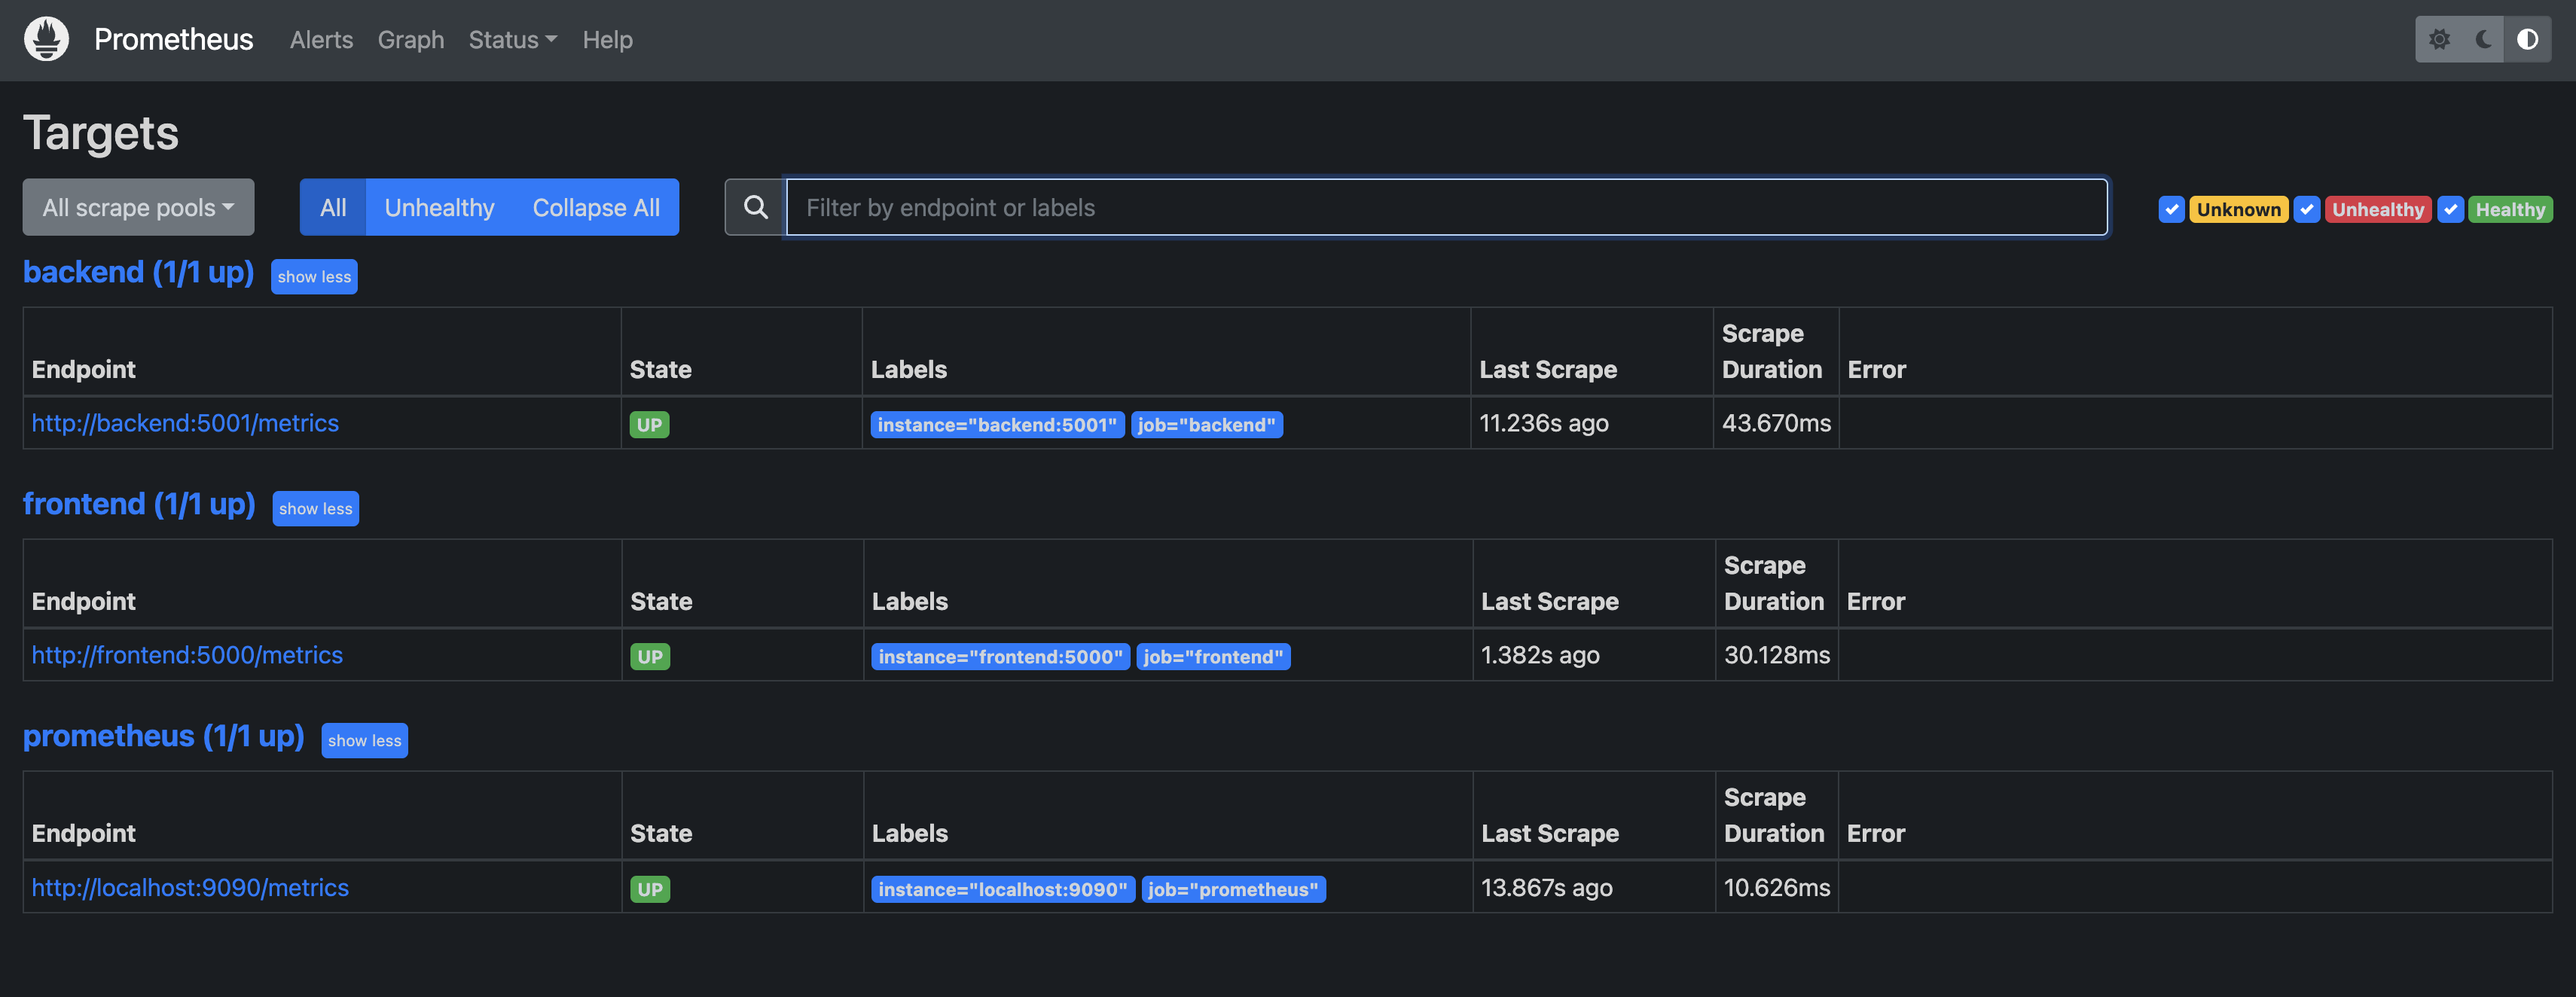 Prometheus Alerts Graph Status Help
Targets
All scrape pools All Unhealthy Collapse All Filter by endpoint or labels Unknown Unhealthy Healthy
backend (1/1 up) show less
Endpoint State Labels Last Scrape Scrape Duration Error
http://backend:5001/metrics UP instance="backend:5001" job="backend" 11.236s ago 43.670ms
frontend (1/1 up) show less
Endpoint State Labels Last Scrape Scrape Duration Error
http://frontend:5000/metrics UP instance="frontend:5000" job="frontend" 1.382s ago 30.128ms
prometheus (1/1 up) show less
Endpoint State Labels Last Scrape Scrape Duration Error
http://localhost:9090/metrics UP instance="localhost:9090" job="prometheus" 13.867s ago 10.626ms